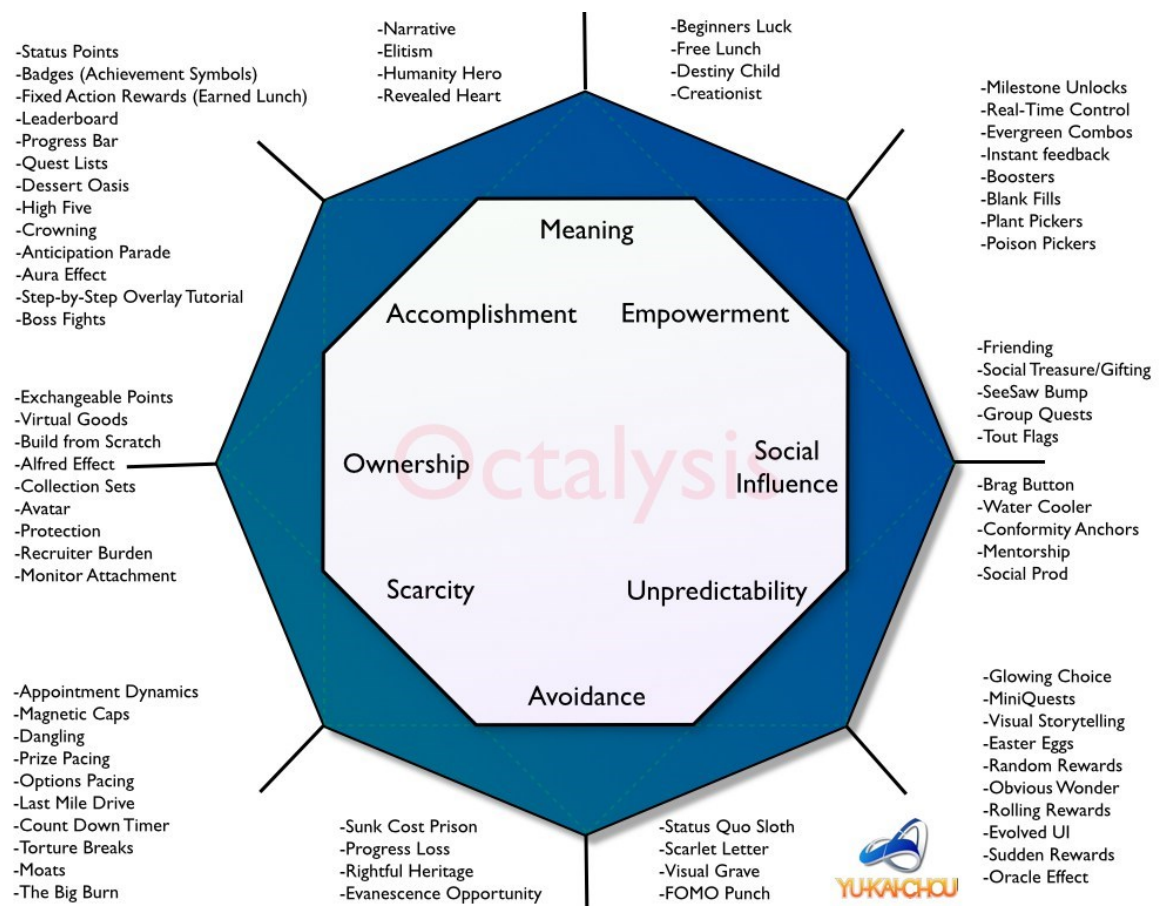 -Narrative
-Elitism
-Humanity Hero
-Revealed Heart
-Beginners Luck
-Free Lunch
-Destiny Child
-Creationist
-Status Points
-Badges (Achievement Symbols)
-Fixed Action Rewards (Earned Lunch)
-Leaderboard
-Progress Bar
-Quest Lists
-Dessert Oasis
-High Five
-Crowning
-Anticipation Parade
-Aura Effect
-Step-by-Step Overlay Tutorial
-Boss Fights
-Milestone Unlocks
-Real-Time Control
-Evergreen Combos
-Instant feedback
-Boosters
-Blank Fills
-Plant Pickers
-Poison Pickers
Meaning
Accomplishment
Empowerment
-Exchangeable Points
-Virtual Goods
-Build from Scratch
-Alfred Effect
-Collection Sets
-Avatar
-Protection
-Recruiter Burden
-Monitor Attachment
Ownership
Octalysis
Social
Influence
-Friending
-Social Treasure/Gifting
-SeeSaw Bump
-Group Quests
-Tout Flags
-Brag Button
-Water Cooler
-Conformity Anchors
-Mentorship
-Social Prod
Scarcity
Unpredictability
Avoidance
-Appointment Dynamics
-Magnetic Caps
-Dangling
-Prize Pacing
-Options Pacing
-Last Mile Drive
-Count Down Timer
-Torture Breaks
-Moats
-The Big Burn
-Sunk Cost Prison
-Progress Loss
-Rightful Heritage
-Evanescence Opportunity
-Status Quo Sloth
-Scarlet Letter
-Visual Grave
-FOMO Punch
YU-KAI-CHOU
-Glowing Choice
-MiniQuests
-Visual Storytelling
-Easter Eggs
-Random Rewards
-Obvious Wonder
-Rolling Rewards
-Evolved UI
-Sudden Rewards
-Oracle Effect